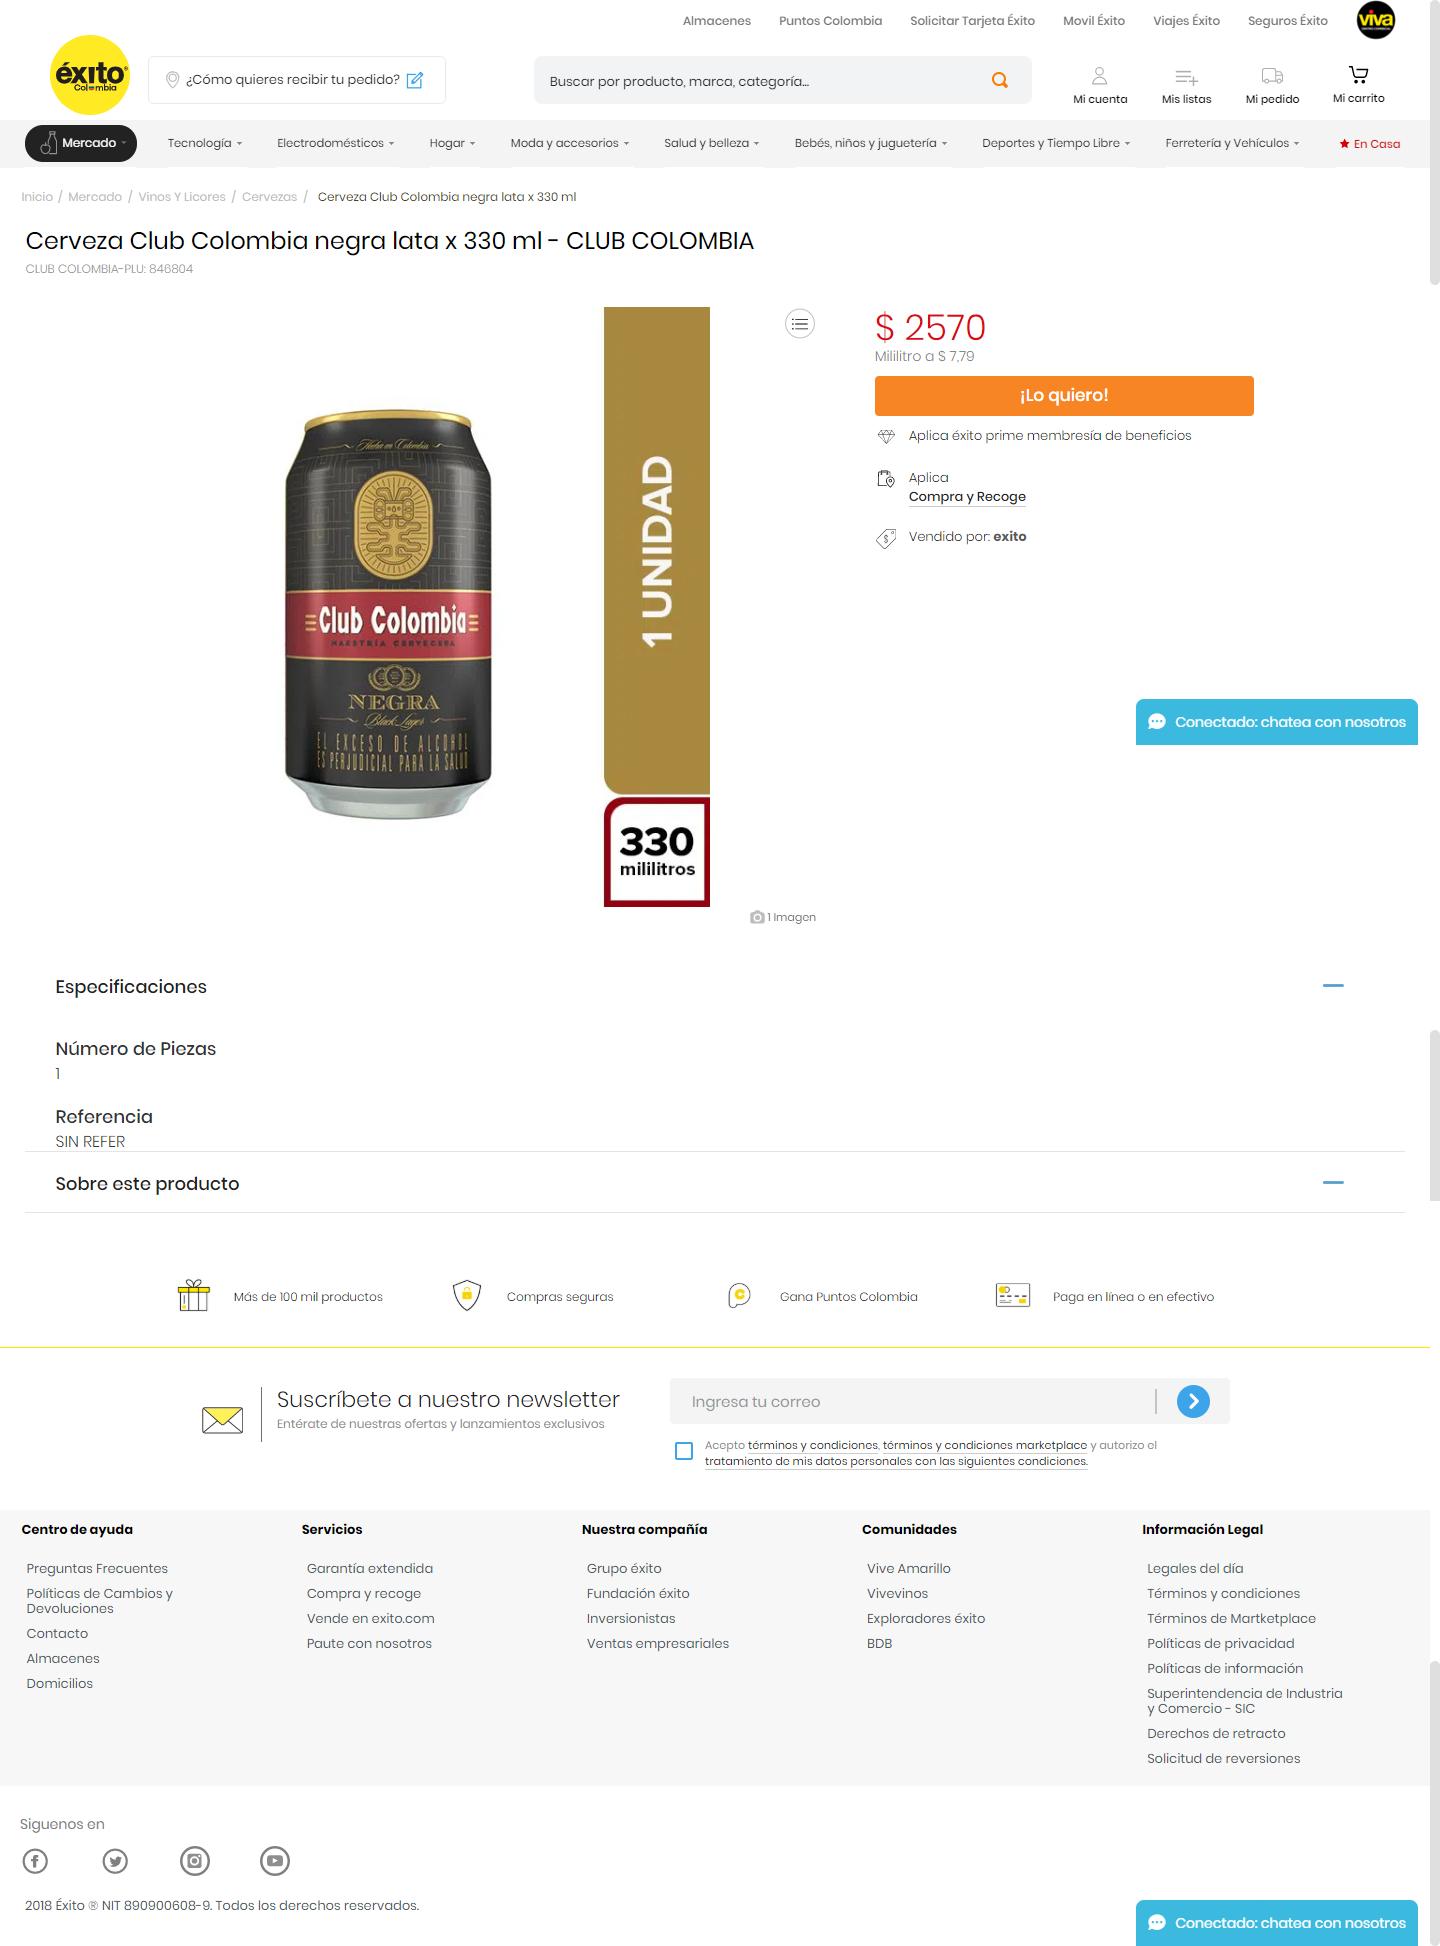 Almacenes Puntos Colombia Solicitar Tarjeta Éxito Movil Éxito Viajes Éxito Seguros Éxito viva
éxito
Colombia
¿Cómo quieres recibir tu pedido?
Buscar por producto, marca, categoría...
Mi cuenta Mis listas Mi pedido Mi carrito
Mercado Tecnología Electrodomésticos Hogar Moda y accesorios Salud y belleza Bebés, niños y juguetería Deportes y Tiempo Libre Ferretería y Vehículos En Casa
Inicio / Mercado / Vinos Y Licores / Cervezas / Cerveza Club Colombia negra lata x 330 ml
Cerveza Club Colombia negra lata x 330 ml - CLUB COLOMBIA
CLUB COLOMBIA-PLU: 846804
Hecha en Colombia
Club Colombia
MAESTRÍA CERVECERA
NEGRA
Black Lager
EL EXCESO DE ALCOHOL
ES PERJUDICIAL PARA LA SALUD
1 UNIDAD
330
mililitros
1 Imagen
$ 2570
Mililitro a $ 7,79
¡Lo quiero!
Aplica éxito prime membresía de beneficios
Aplica
Compra y Recoge
Vendido por: exito
Conectado: chatea con nosotros
Especificaciones
Número de Piezas
1
Referencia
SIN REFER
Sobre este producto
Más de 100 mil productos Compras seguras Gana Puntos Colombia Paga en línea o en efectivo
Suscríbete a nuestro newsletter
Entérate de nuestras ofertas y lanzamientos exclusivos
Ingresa tu correo
Acepto términos y condiciones, términos y condiciones marketplace y autorizo el
tratamiento de mis datos personales con las siguientes condiciones.
Centro de ayuda
Preguntas Frecuentes
Políticas de Cambios y
Devoluciones
Contacto
Almacenes
Domicilios
Servicios
Garantía extendida
Compra y recoge
Vende en exito.com
Paute con nosotros
Nuestra compañía
Grupo éxito
Fundación éxito
Inversionistas
Ventas empresariales
Comunidades
Vive Amarillo
Vivevinos
Exploradores éxito
BDB
Información Legal
Legales del día
Términos y condiciones
Términos de Martketplace
Políticas de privacidad
Políticas de información
Superintendencia de Industria
y Comercio - SIC
Derechos de retracto
Solicitud de reversiones
Siguenos en
2018 Éxito ® NIT 890900608-9. Todos los derechos reservados.
Conectado: chatea con nosotros